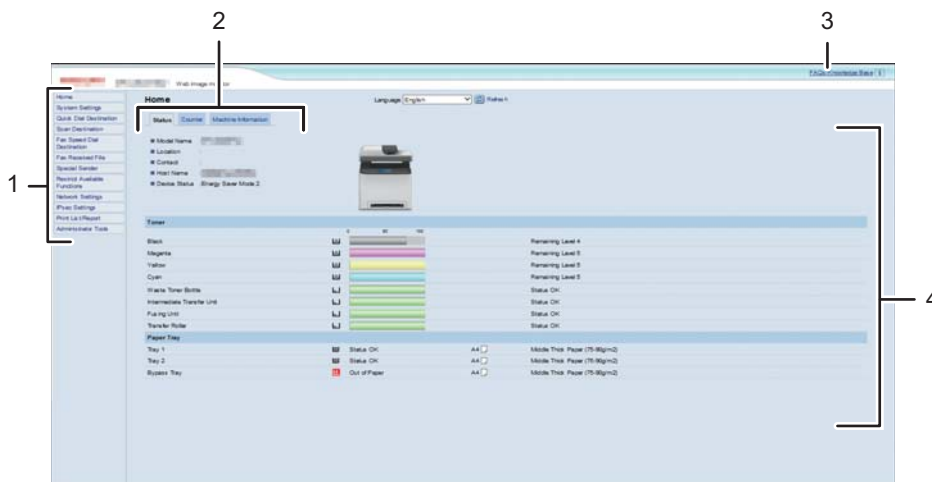 2
3
FAQs/Knowledge Base
Web Image Monitor
1
Home
System Settings
Quick Dial Destination
Scan Destination
Fax Speed Dial
Destination
Fax Received File
Special Sender
Restrict Available
Functions
Network Settings
IPsec Settings
Print List/Report
Administrator Tools
Home
Language English Refresh
Status Counter Machine Information
Model Name
Location :
Contact :
Host Name
Device Status : Energy Saver Mode 2
4
Toner
0 50 100
Black Remaining Level 4
Magenta Remaining Level 5
Yellow Remaining Level 5
Cyan Remaining Level 5
Waste Toner Bottle Status OK
Intermediate Transfer Unit Status OK
Fusing Unit Status OK
Transfer Roller Status OK
Paper Tray
Tray 1 Status OK A4 Middle Thick Paper (75-90g/m2)
Tray 2 Status OK A4 Middle Thick Paper (75-90g/m2)
Bypass Tray Out of Paper A4 Middle Thick Paper (75-90g/m2)